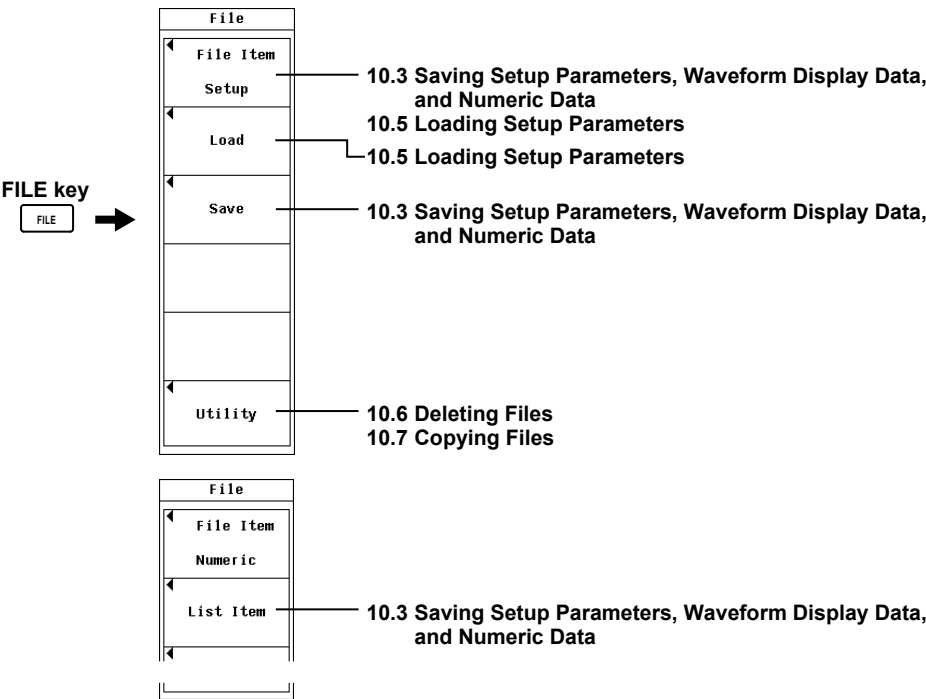 File
File Item
Setup
10.3 Saving Setup Parameters, Waveform Display Data,
and Numeric Data
10.5 Loading Setup Parameters
Load
10.5 Loading Setup Parameters
FILE key
FILE
Save
10.3 Saving Setup Parameters, Waveform Display Data,
and Numeric Data
Utility
10.6 Deleting Files
10.7 Copying Files
File
File Item
Numeric
List Item
10.3 Saving Setup Parameters, Waveform Display Data,
and Numeric Data